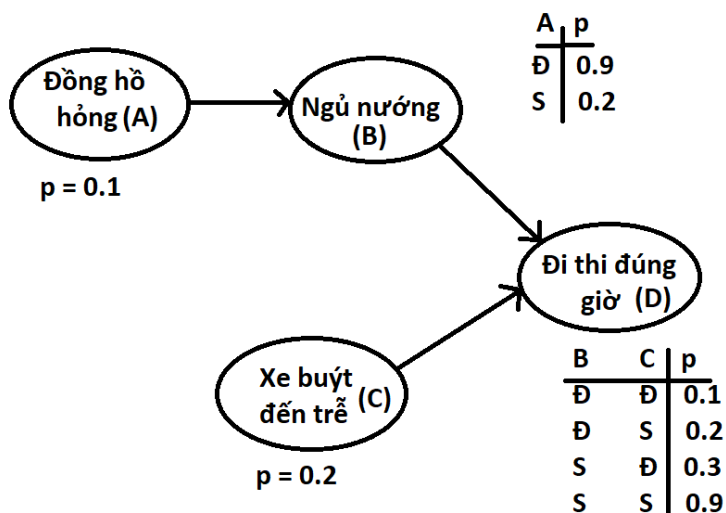 A p
Đ 0.9
S 0.2
Đồng hồ
hỏng (A)
p = 0.1
Ngủ nướng
(B)
Đi thi đúng
giờ (D)
Xe buýt
đến trễ (C)
p = 0.2
B C p
Đ Đ 0.1
Đ S 0.2
S Đ 0.3
S S 0.9